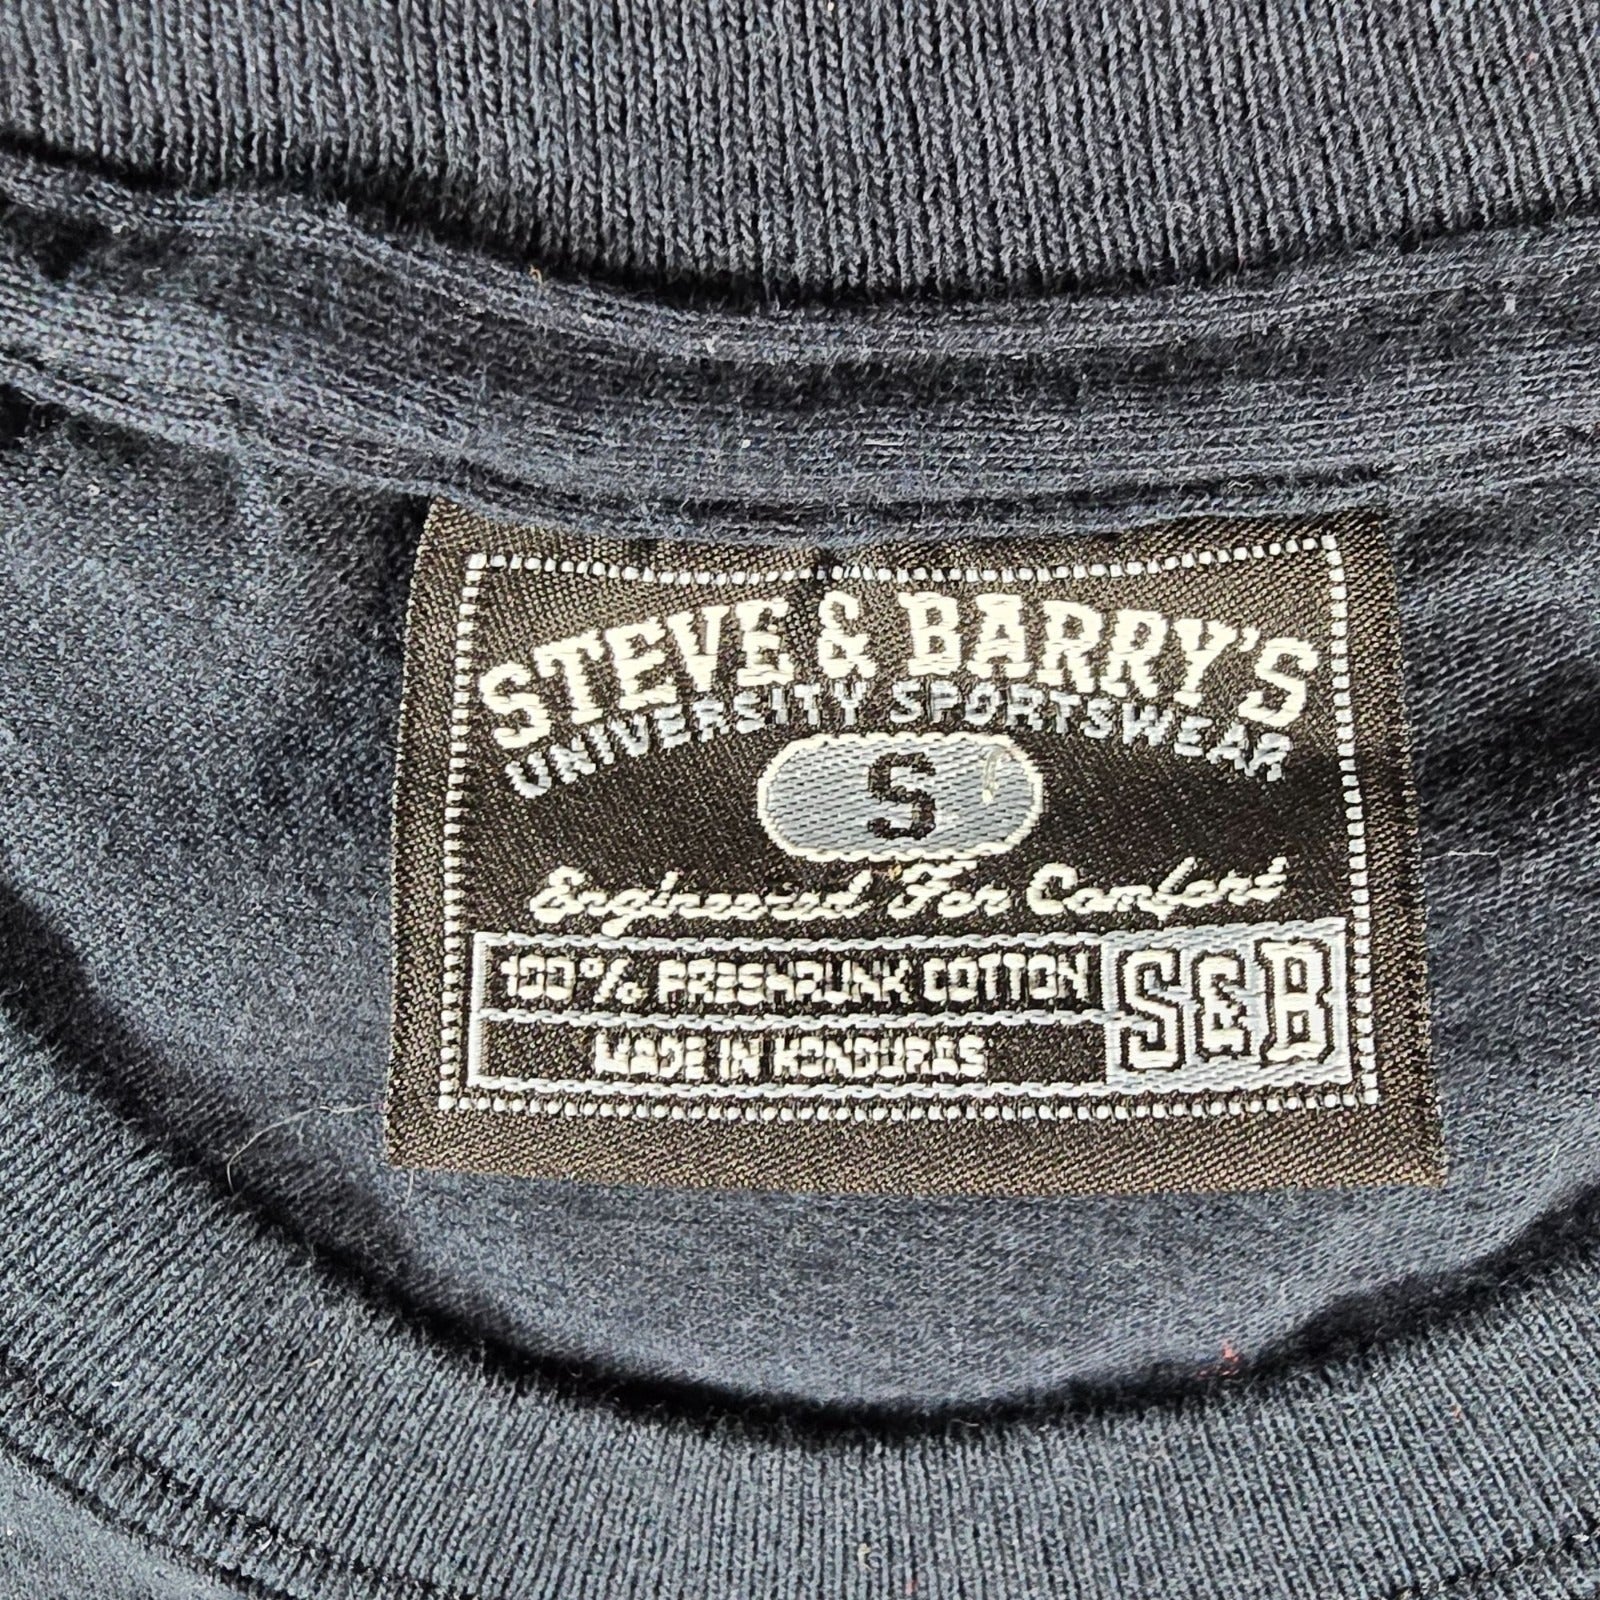 STEVE & BARRY'S
UNIVERSITY SPORTSWEAR
S
Engineered For Comfort
100% PRESHRUNK COTTON
MADE IN HONDURAS
S&B